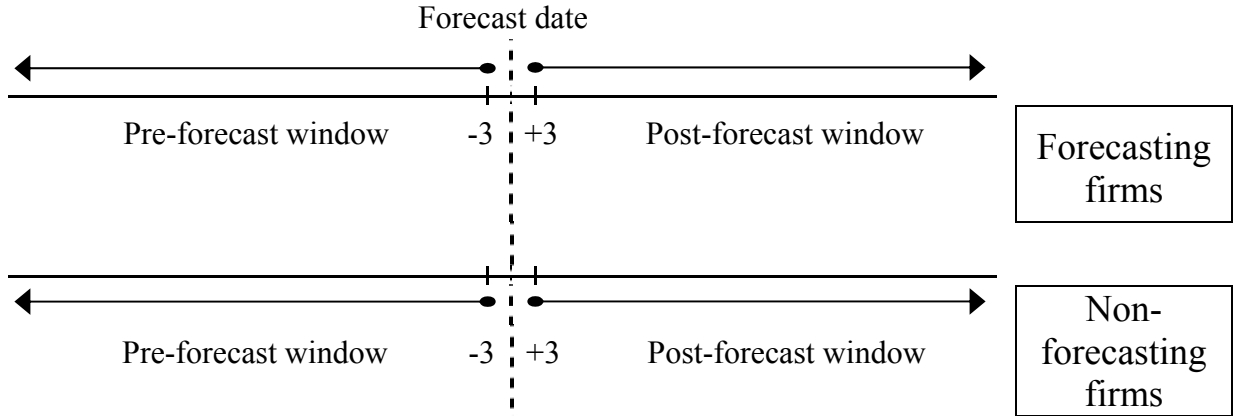 Forecast date
Pre-forecast window -3 +3 Post-forecast window
Forecasting
firms
Pre-forecast window -3 +3 Post-forecast window
Non-
forecasting
firms